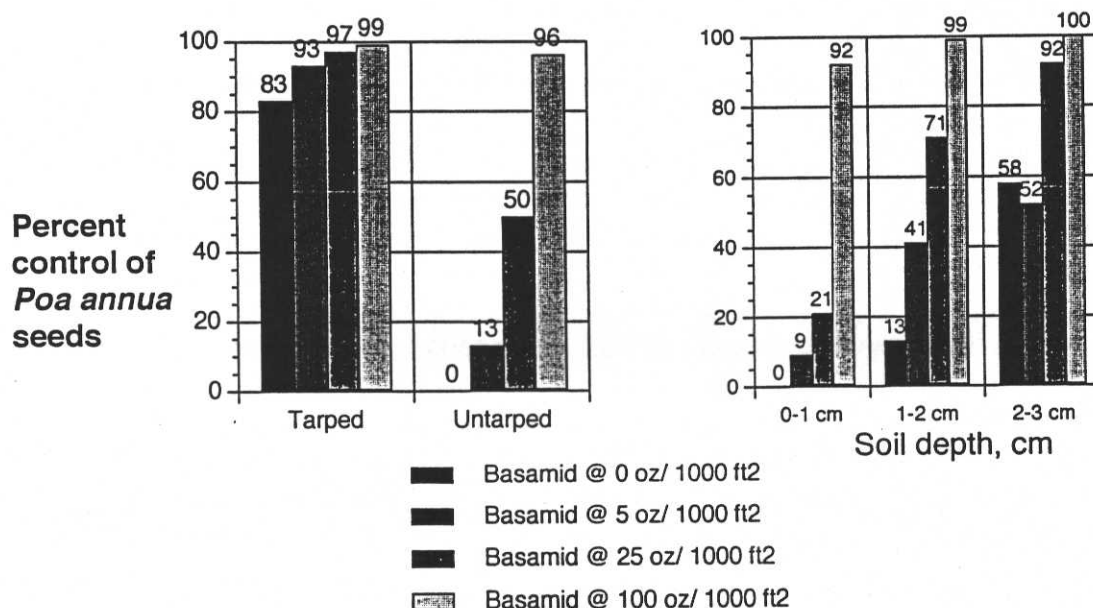 Percent
control of
Poa annua
seeds
100
80
60
40
20
0
83
93
97
99
0
13
50
96
Tarped
Untarped
100
80
60
40
20
0
0
9
21
92
13
41
71
99
58
52
92
100
0-1 cm
1-2 cm
2-3 cm
Soil depth, cm
Basamid @ 0 oz/ 1000 ft2
Basamid @ 5 oz/ 1000 ft2
Basamid @ 25 oz/ 1000 ft2
Basamid @ 100 oz/ 1000 ft2